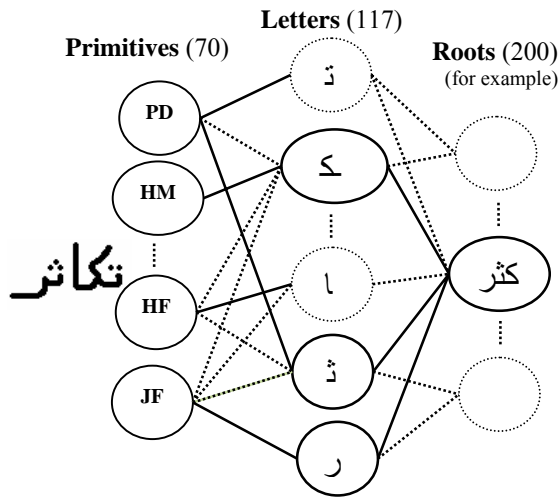 Primitives (70)
Letters (117)
Roots (200)
(for example)
PD
HM
HF
JF
تكاثر
ﺗ
ﻛ
ﺎ
ﺛ
ر
كثر